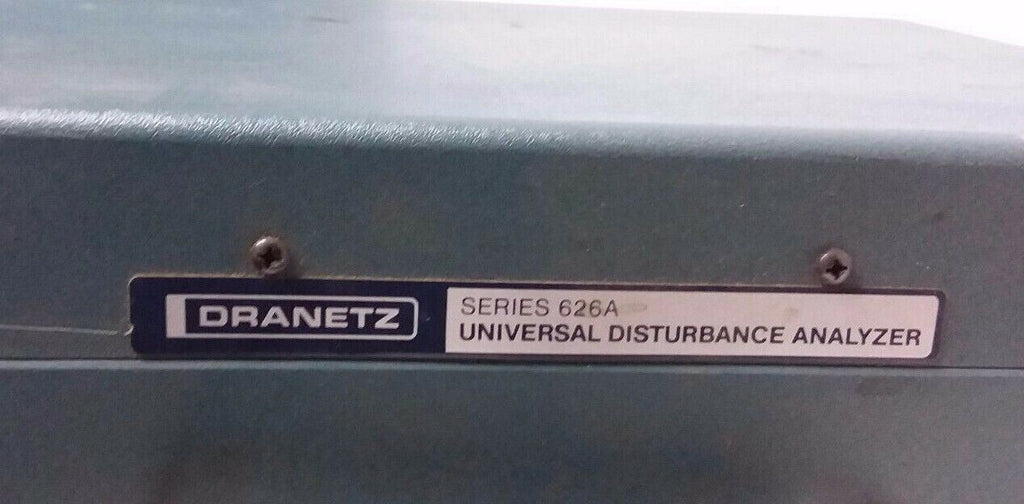 DRANETZ
SERIES 626A
UNIVERSAL DISTURBANCE ANALYZER